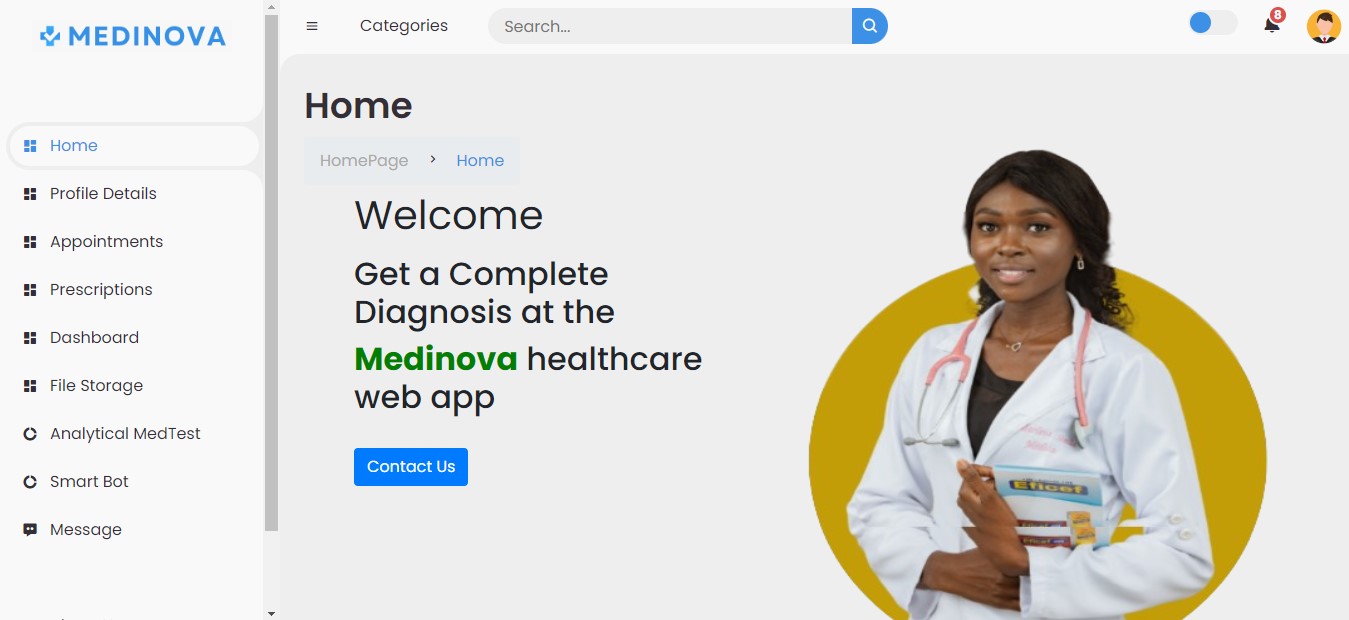 MEDINOVA
Categories
Search...
8
Home
Profile Details
Appointments
Prescriptions
Dashboard
File Storage
Analytical MedTest
Smart Bot
Message
Home
HomePage > Home
Welcome
Get a Complete
Diagnosis at the
Medinova healthcare
web app
Contact Us
Eficef
Eficef